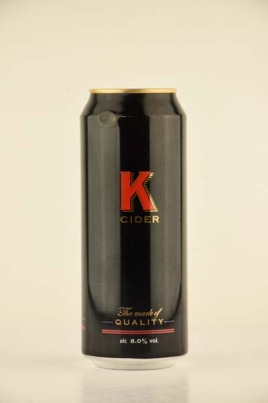 K
CIDER
The mark of
QUALITY
alc 8.0% vol.